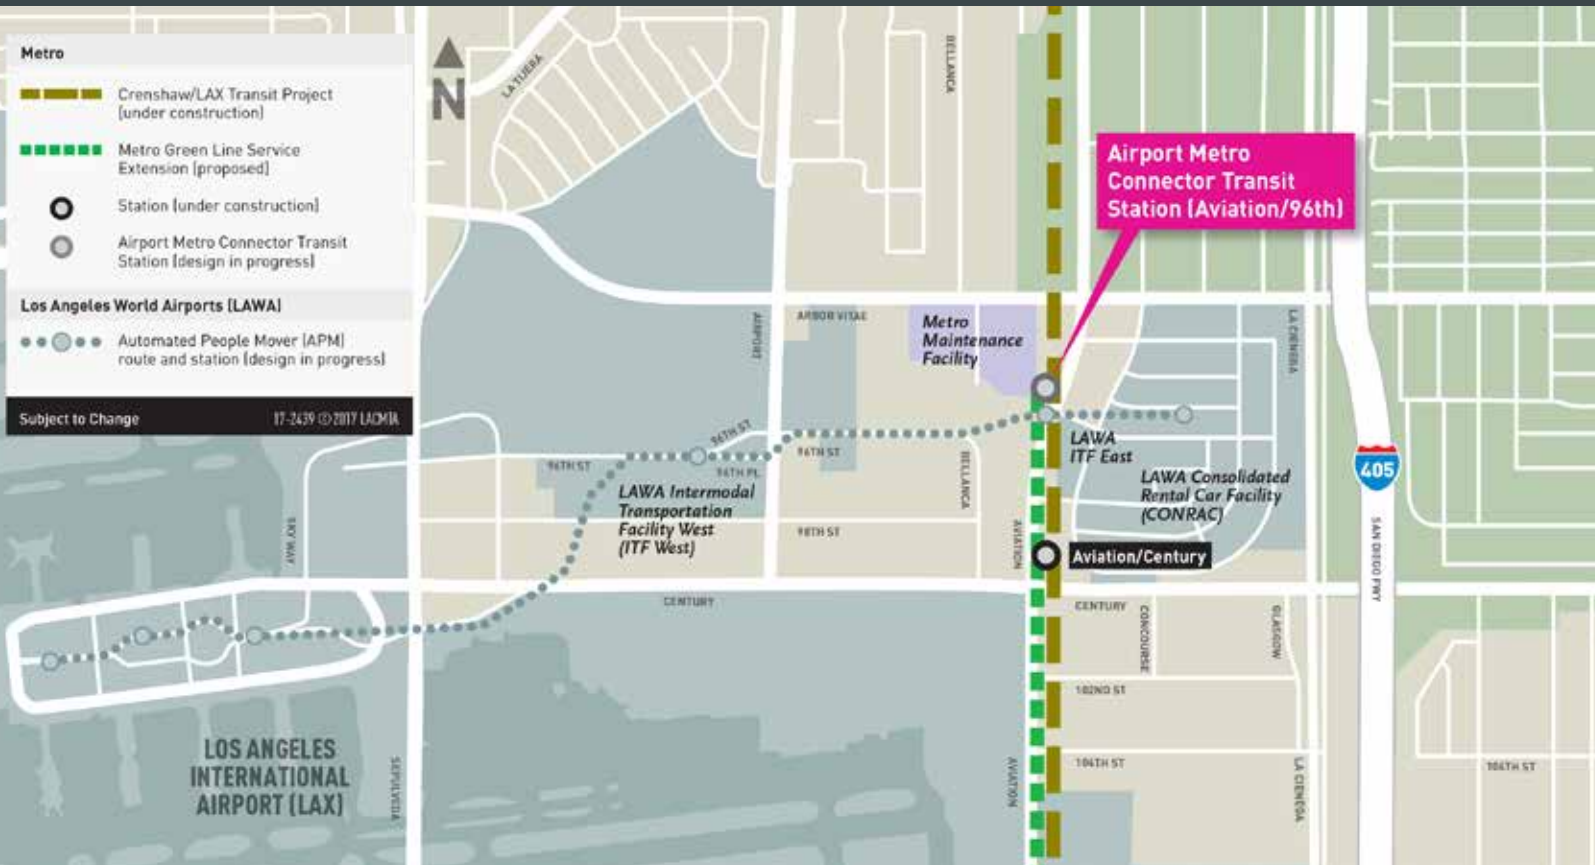 Metro
Crenshaw/LAX Transit Project
(under construction)
Metro Green Line Service
Extension (proposed)
Station (under construction)
Airport Metro Connector Transit
Station (design in progress)
Los Angeles World Airports (LAWA)
Automated People Mover (APM)
route and station (design in progress)
Subject to Change
17-2439 ©2017 LACMTA
N
LA TIJERA
BELLANCA
Airport Metro
Connector Transit
Station (Aviation/96th)
ARBOR VITAE
AIRPORT
Metro
Maintenance
Facility
LA CIENEGA
96TH ST
96TH ST
96TH PL
96TH ST
BELLANCA
LAWA
ITF East
LAWA Consolidated
Rental Car Facility
(CONRAC)
405
LAWA Intermodal
Transportation
Facility West
(ITF West)
SKYWAY
98TH ST
AVIATION
Aviation/Century
SAN DIEGO FWY
CENTURY
CENTURY
CONCOURSE
GLASGOW
102ND ST
LOS ANGELES
INTERNATIONAL
AIRPORT (LAX)
SEPULVEDA
AVIATION
104TH ST
LA CIENEGA
104TH ST